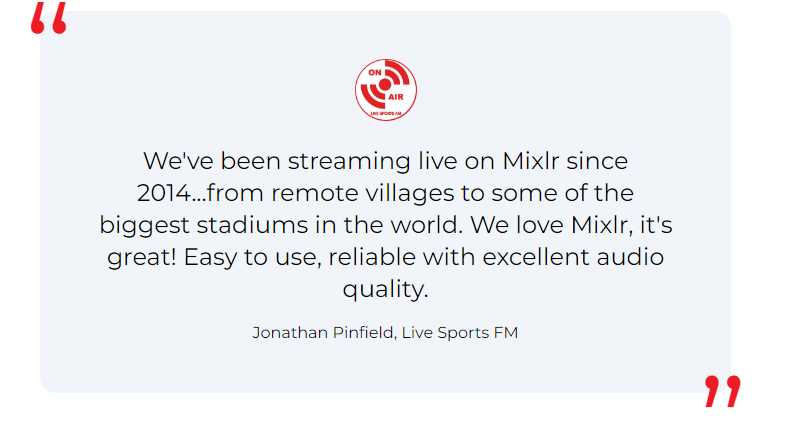 “
ON
AIR
LIVE SPORTS FM
We've been streaming live on Mixlr since
2014...from remote villages to some of the
biggest stadiums in the world. We love Mixlr, it's
great! Easy to use, reliable with excellent audio
quality.
Jonathan Pinfield, Live Sports FM
”